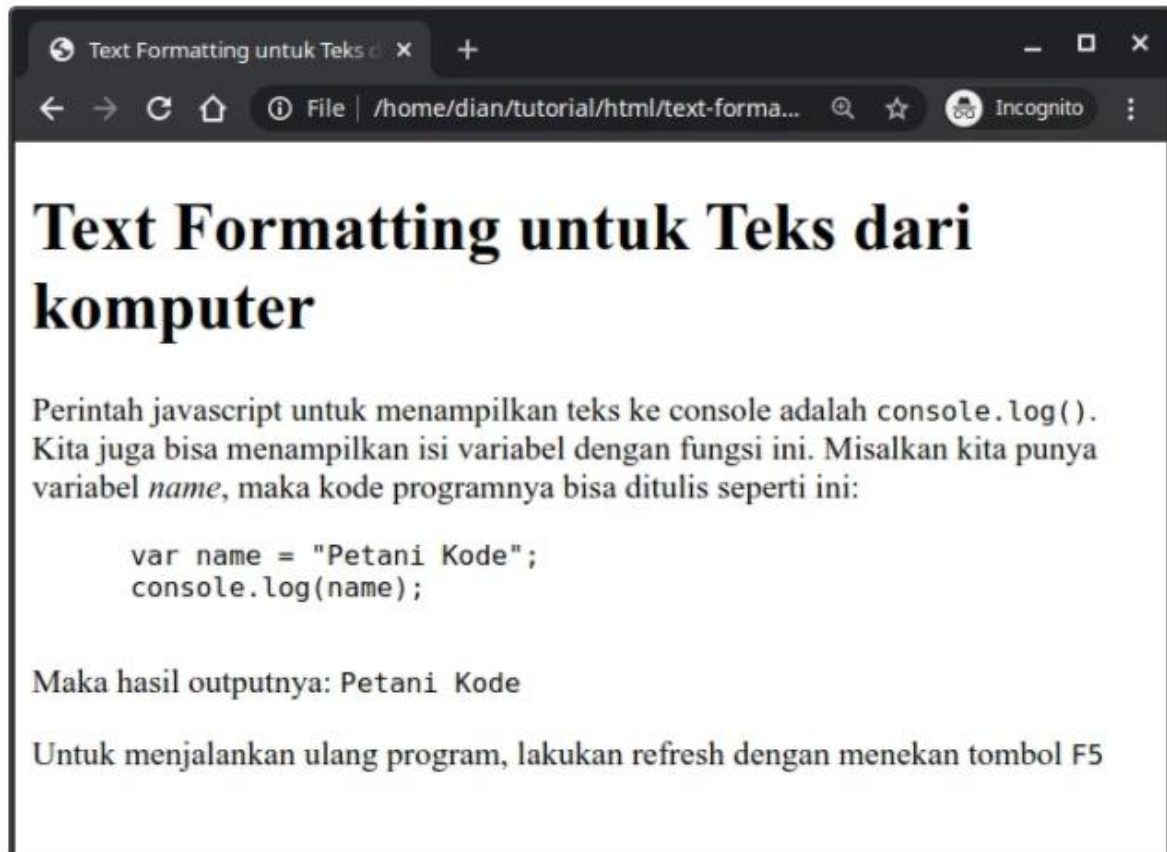 Text Formatting untuk Teks d
File | /home/dian/tutorial/html/text-forma... Incognito
Text Formatting untuk Teks dari
komputer
Perintah javascript untuk menampilkan teks ke console adalah console.log().
Kita juga bisa menampilkan isi variabel dengan fungsi ini. Misalkan kita punya
variabel name, maka kode programnya bisa ditulis seperti ini:
var name = "Petani Kode";
console.log(name);
Maka hasil outputnya: Petani Kode
Untuk menjalankan ulang program, lakukan refresh dengan menekan tombol F5